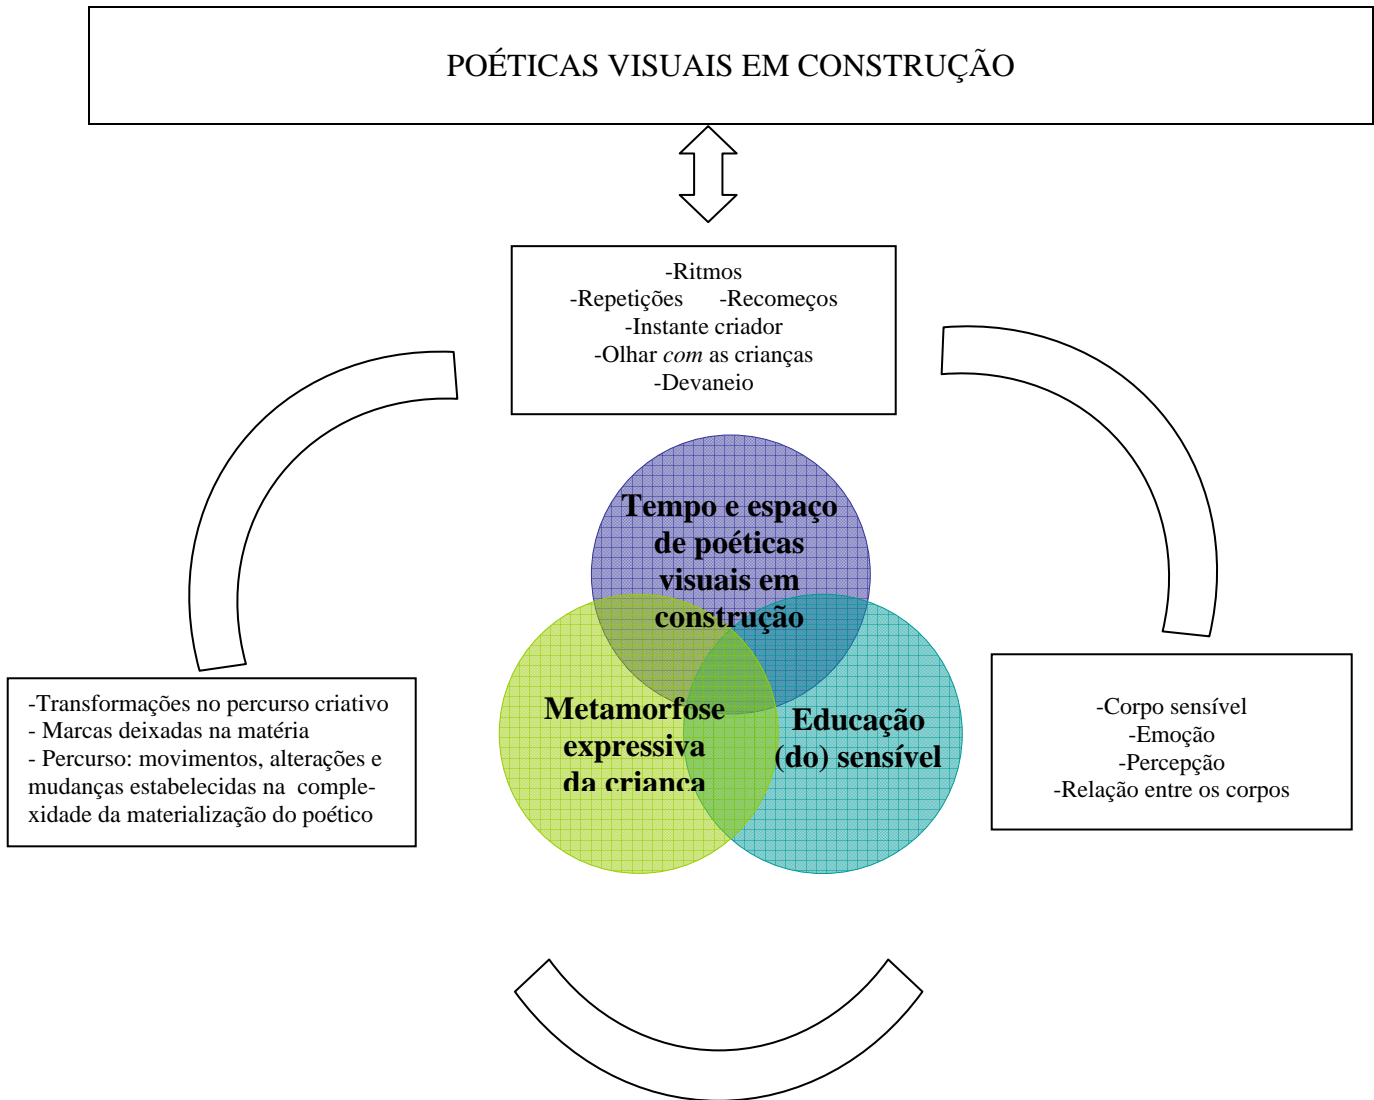 POÉTICAS VISUAIS EM CONSTRUÇÃO
-Ritmos
-Repetições -Recomeços
-Instante criador
-Olhar com as crianças
-Devaneio
Tempo e espaço
de poéticas
visuais em
construção
-Transformações no percurso criativo
- Marcas deixadas na matéria
- Percurso: movimentos, alterações e
mudanças estabelecidas na comple-
xidade da materialização do poético
Metamorfose
expressiva
da criança
Educação
(do) sensível
-Corpo sensível
-Emoção
-Percepção
-Relação entre os corpos